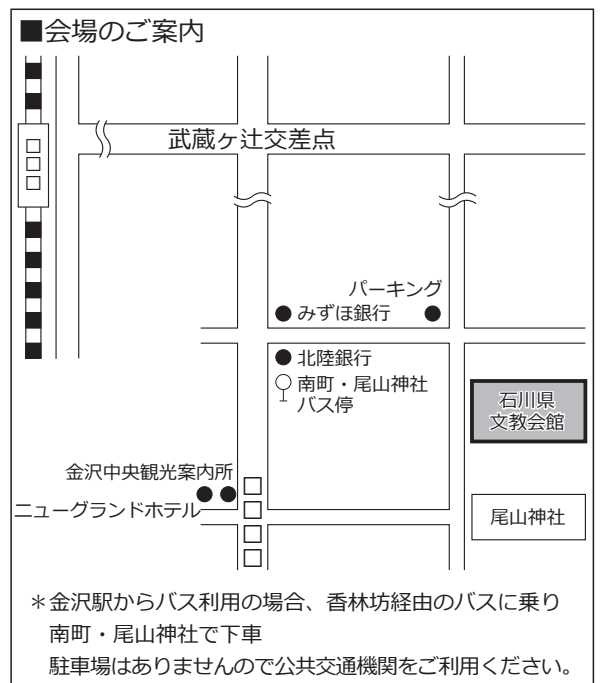 ■会場のご案内
武蔵ヶ辻交差点
パーキング
みずほ銀行
北陸銀行
南町・尾山神社
バス停
石川県
文教会館
金沢中央観光案内所
ニューグランドホテル
尾山神社
＊金沢駅からバス利用の場合、香林坊経由のバスに乗り
南町・尾山神社で下車
駐車場はありませんので公共交通機関をご利用ください。